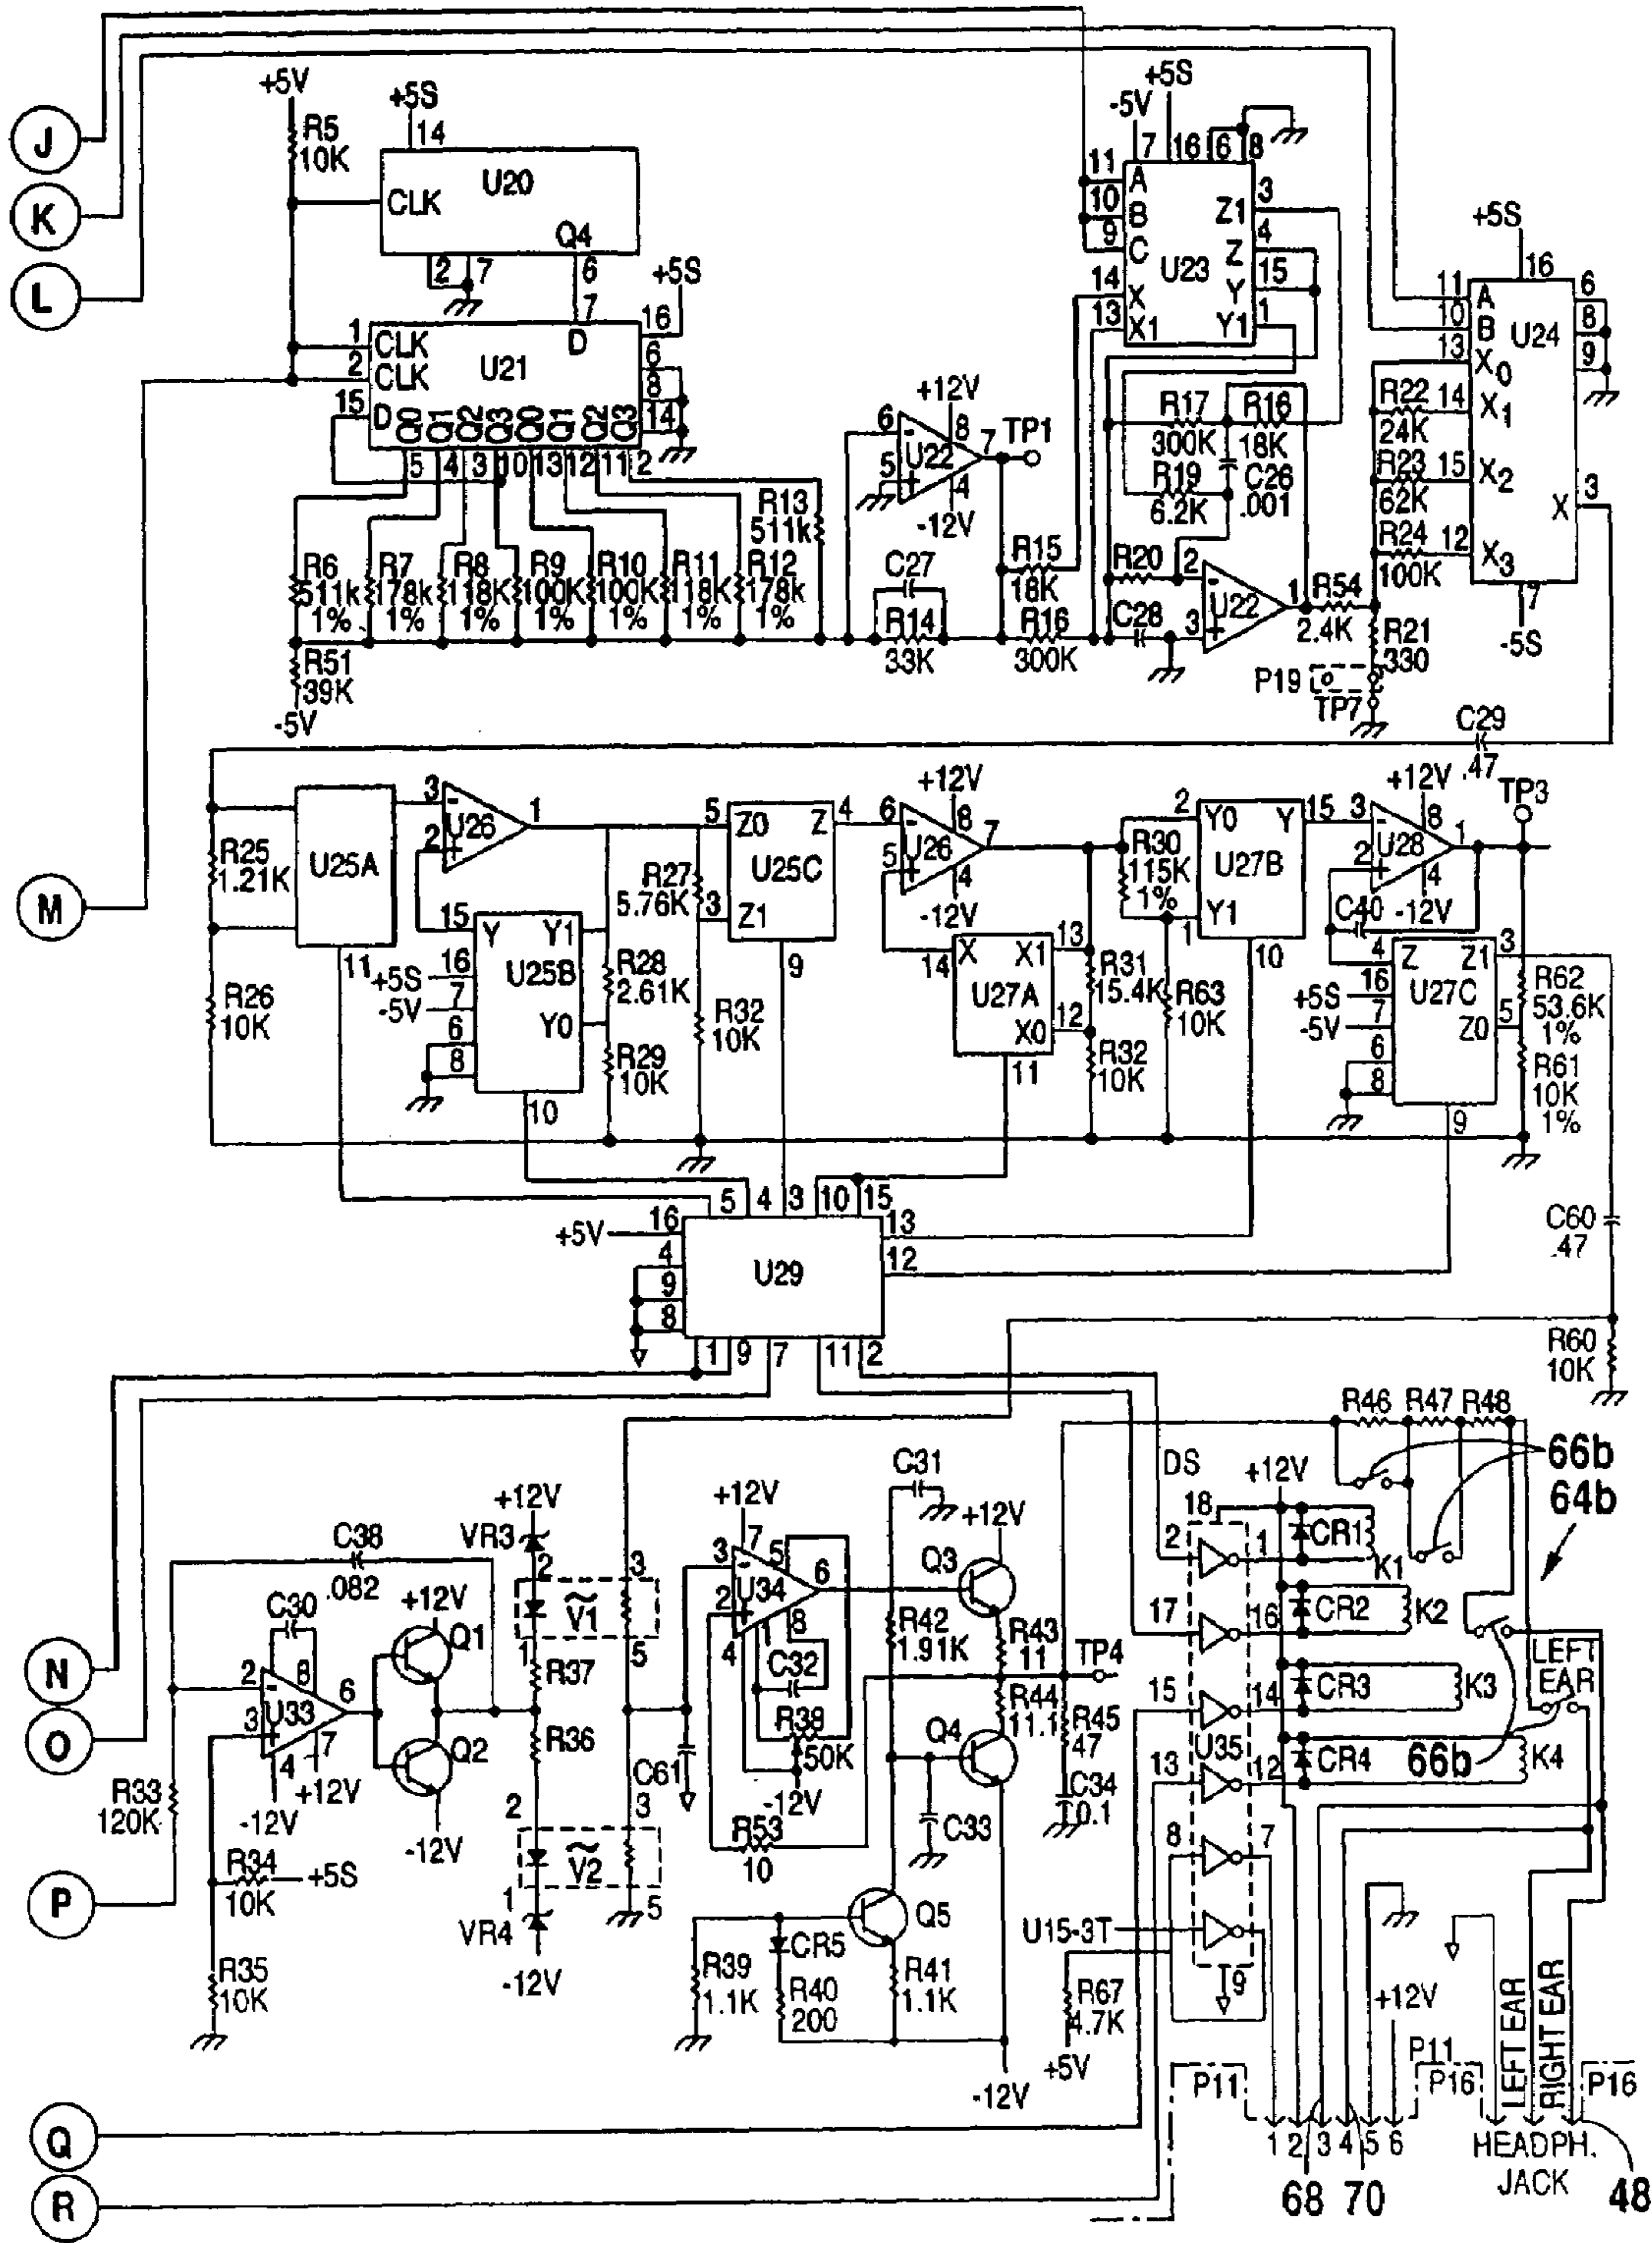 J
K
L
+5V
R5
10K
+5S
14
U20
CLK
Q4
2 7 6
+5S
7
1 CLK
2 CLK
15 D
U21
D
16
6
8
14
Q0 Q1 Q2 Q3 Q0 Q1 Q2 Q3
5 4 3 10 13 12 11 2
R6
511k
1%
R7
178k
1%
R8
118K
1%
R9
100K
1%
R10
100K
1%
R11
118K
1%
R12
178k
1%
R13
511k
R51
39K
-5V
6 -
5 +
U22
+12V
8
7
TP1
4
-12V
C27
R14
33K
R15
18K
R16
300K
+5S
-5V
7 16 6 8
11 A
10 B
9 C
14 X
13 X1
U23
Z1 3
Z 4
Y 15
Y1 1
R17
300K
R16
18K
R19
6.2K
C26
.001
R20
C28
2 -
3 +
U22
1
R54
2.4K
R21
330
P19
TP7
R22
24K
R23
62K
R24
100K
+5S
16
11 A
10 B
13 X0
14 X1
15 X2
12 X3
U24
6
8
9
X 3
7
-5S
C29
.47
M
R25
1.21K
R26
10K
U25A
11
3 -
2 +
U26
1
15 Y
Y1
16
+5S
7
-5V
6
8
U25B
Y0
10
R28
2.61K
R29
10K
R27
5.76K
R32
10K
5 Z0
Z 4
U25C
3 Z1
9
6 -
5 +
U26
+12V
8
7
4
-12V
14 X
X1 13
U27A
X0 12
11
R31
15.4K
R32
10K
R30
115K
1%
R63
10K
2 Y0
Y 15
U27B
1 Y1
10
3 -
2 +
U28
+12V
8
1
4
-12V
TP3
C40
4 Z
Z1 3
16
+5S
7
-5V
6
8
U27C
Z0 5
9
R62
53.6K
1%
R61
10K
1%
5 4 3 10 15
+5V
16
4
9
8
U29
13
12
1 9 7 11 2
C60
.47
R60
10K
N
O
P
Q
R
C38
.082
C30
2 -
3 +
U33
8
6
7
4
+12V
-12V
R33
120K
R34
10K
+5S
R35
10K
+12V
Q1
Q2
-12V
+12V
VR3
2
V1
1
3
5
R37
R36
2
V2
1
3
5
VR4
-12V
C61
+12V
7
3 -
2 +
U34
5
6
8
4
C32
R38
50K
-12V
R53
10
C31
R42
1.91K
Q3
+12V
R43
11
TP4
R44
11.1
R45
47
C34
0.1
Q4
C33
Q5
R39
1.1K
CR5
R40
200
R41
1.1K
-12V
U15-3T
R67
4.7K
+5V
DS
+12V
18
2 1
17 16
15 14
13 12
8 7
U35
9
CR1
K1
CR2
K2
CR3
K3
CR4
K4
R46
R47
R48
66b
64b
LEFT
EAR
66b
+12V
P11
P11
P16
P16
LEFT EAR
RIGHT EAR
1 2 3 4 5 6
HEADPH.
JACK
68 70
48